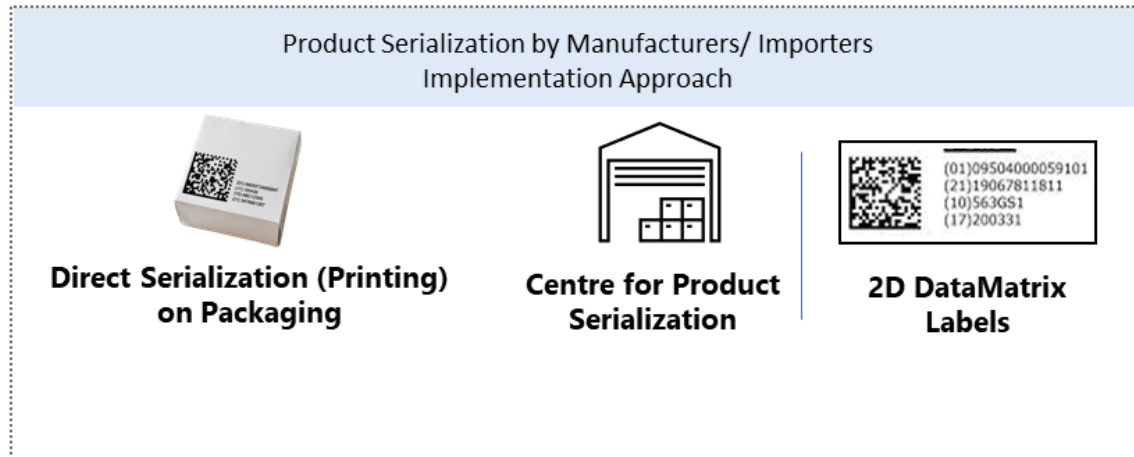 Product Serialization by Manufacturers/ Importers
Implementation Approach
Direct Serialization (Printing)
on Packaging
Centre for Product
Serialization
(01)09504000059101
(21)19067811811
(10)563GS1
(17)200331
2D DataMatrix
Labels